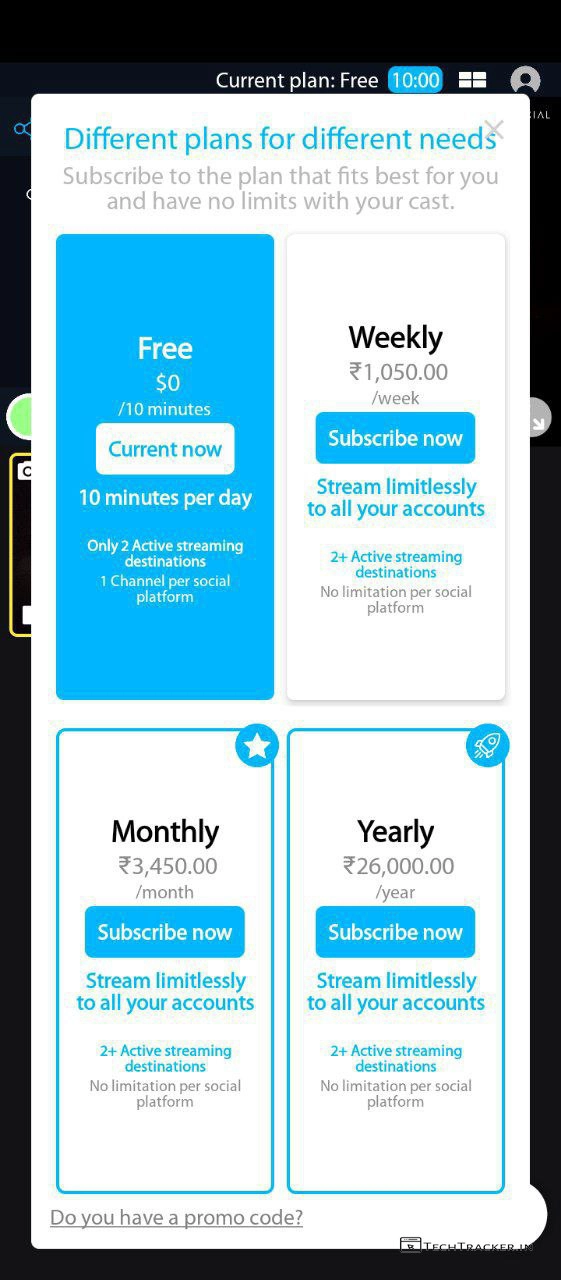 Current plan: Free 10:00
IAL
Different plans for different needs
Subscribe to the plan that fits best for you
and have no limits with your cast.
Free
$0
/10 minutes
Current now
10 minutes per day
Only 2 Active streaming
destinations
1 Channel per social
platform
Weekly
₹1,050.00
/week
Subscribe now
Stream limitlessly
to all your accounts
2+ Active streaming
destinations
No limitation per social
platform
Monthly
₹3,450.00
/month
Subscribe now
Stream limitlessly
to all your accounts
2+ Active streaming
destinations
No limitation per social
platform
Yearly
₹26,000.00
/year
Subscribe now
Stream limitlessly
to all your accounts
2+ Active streaming
destinations
No limitation per social
platform
Do you have a promo code?
TECHTRACKER.IN